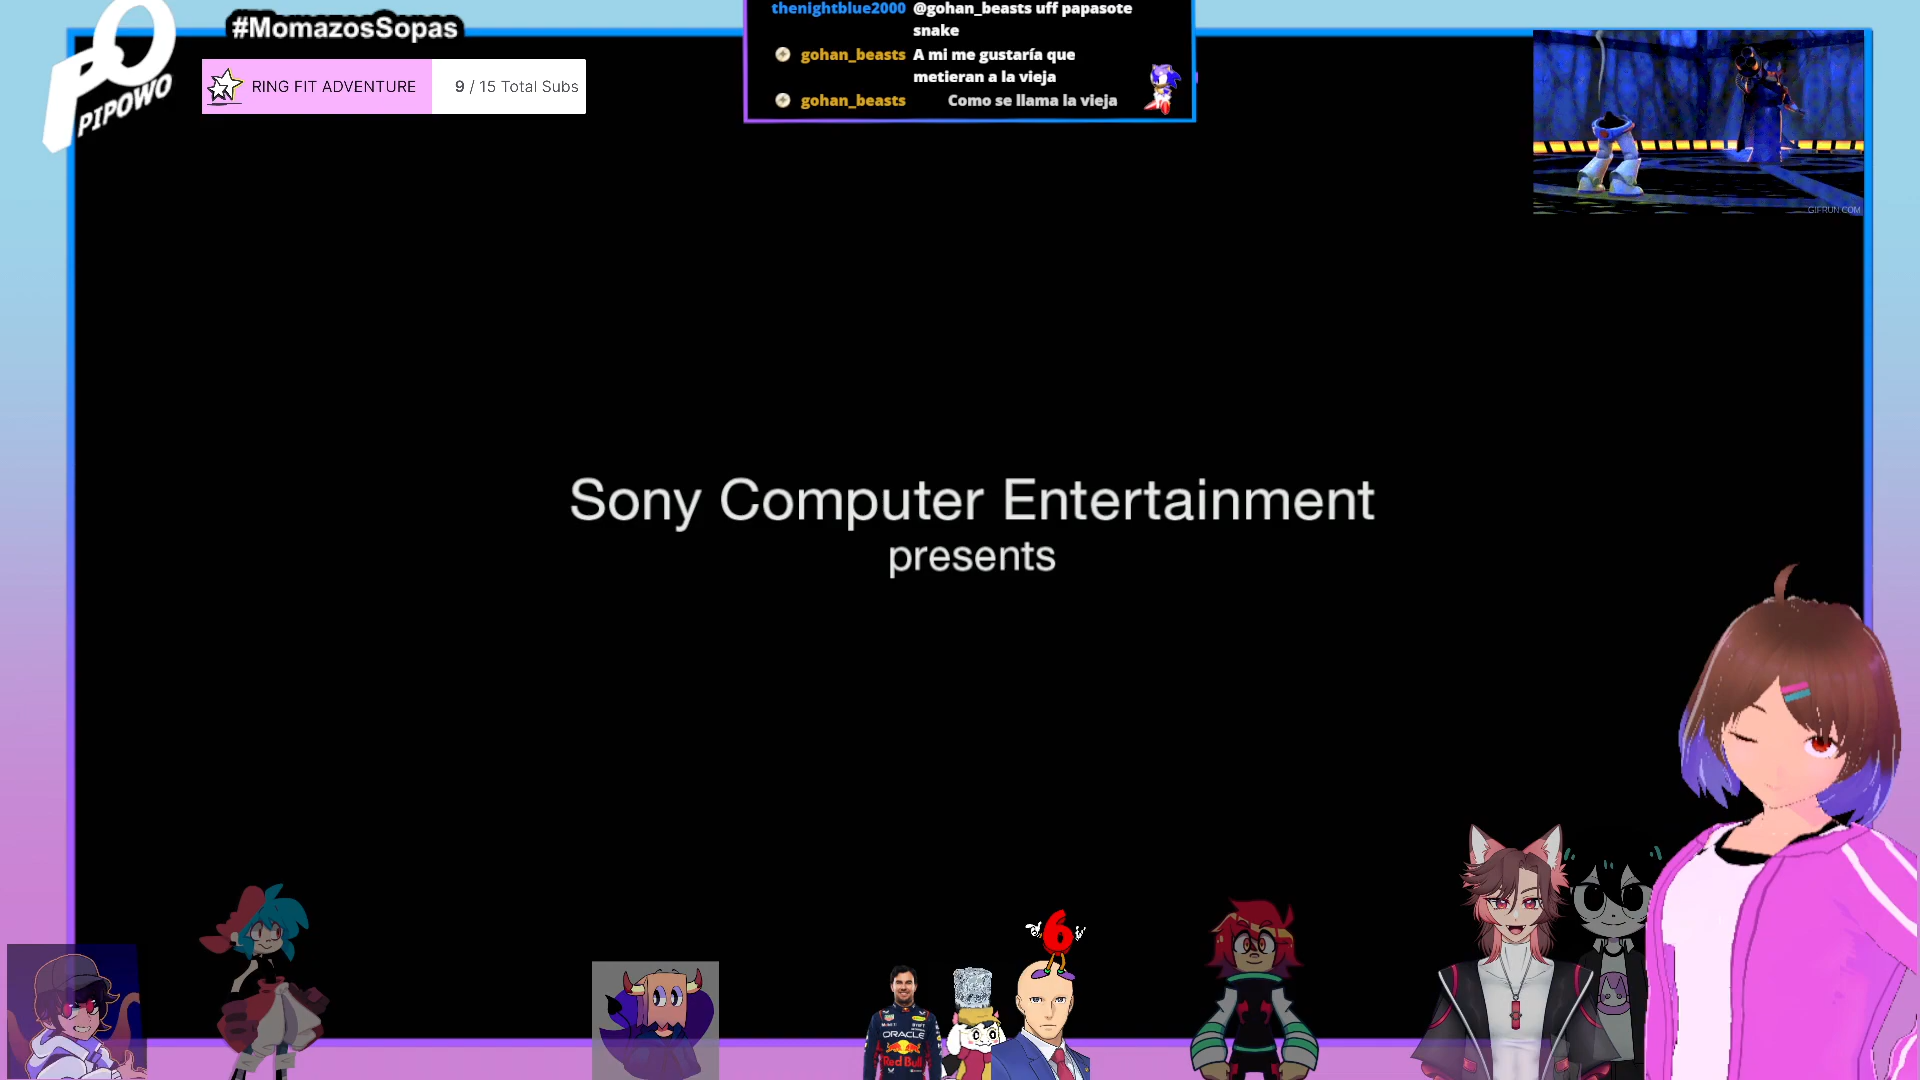 #MomazosSopas
PO
PIPOWO
RING FIT ADVENTURE 9 / 15 Total Subs
thenightblue2000 @gohan_beasts uff papasote
snake
gohan_beasts A mi me gustaría que
metieran a la vieja
gohan_beasts Como se llama la vieja
GIFRUN.COM
Sony Computer Entertainment
presents
6
ORACLE
Red Bull